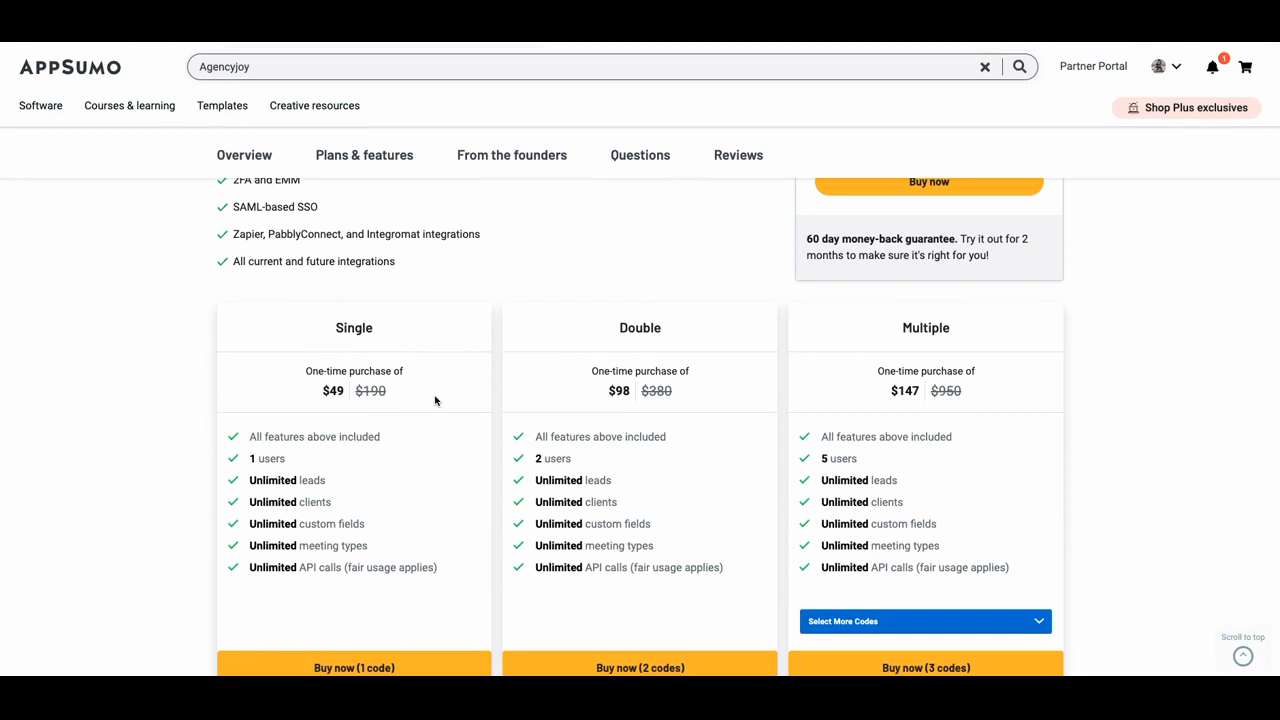 APPSUMO
Agencyjoy
Partner Portal
1
Software Courses & learning Templates Creative resources
Shop Plus exclusives
Overview Plans & features From the founders Questions Reviews
2FA and EMM
SAML-based SSO
Zapier, PabblyConnect, and Integromat integrations
All current and future integrations
Buy now
60 day money-back guarantee. Try it out for 2
months to make sure it's right for you!
Single
One-time purchase of
$49 $190
All features above included
1 users
Unlimited leads
Unlimited clients
Unlimited custom fields
Unlimited meeting types
Unlimited API calls (fair usage applies)
Buy now (1 code)
Double
One-time purchase of
$98 $380
All features above included
2 users
Unlimited leads
Unlimited clients
Unlimited custom fields
Unlimited meeting types
Unlimited API calls (fair usage applies)
Buy now (2 codes)
Multiple
One-time purchase of
$147 $950
All features above included
5 users
Unlimited leads
Unlimited clients
Unlimited custom fields
Unlimited meeting types
Unlimited API calls (fair usage applies)
Select More Codes
Buy now (3 codes)
Scroll to top